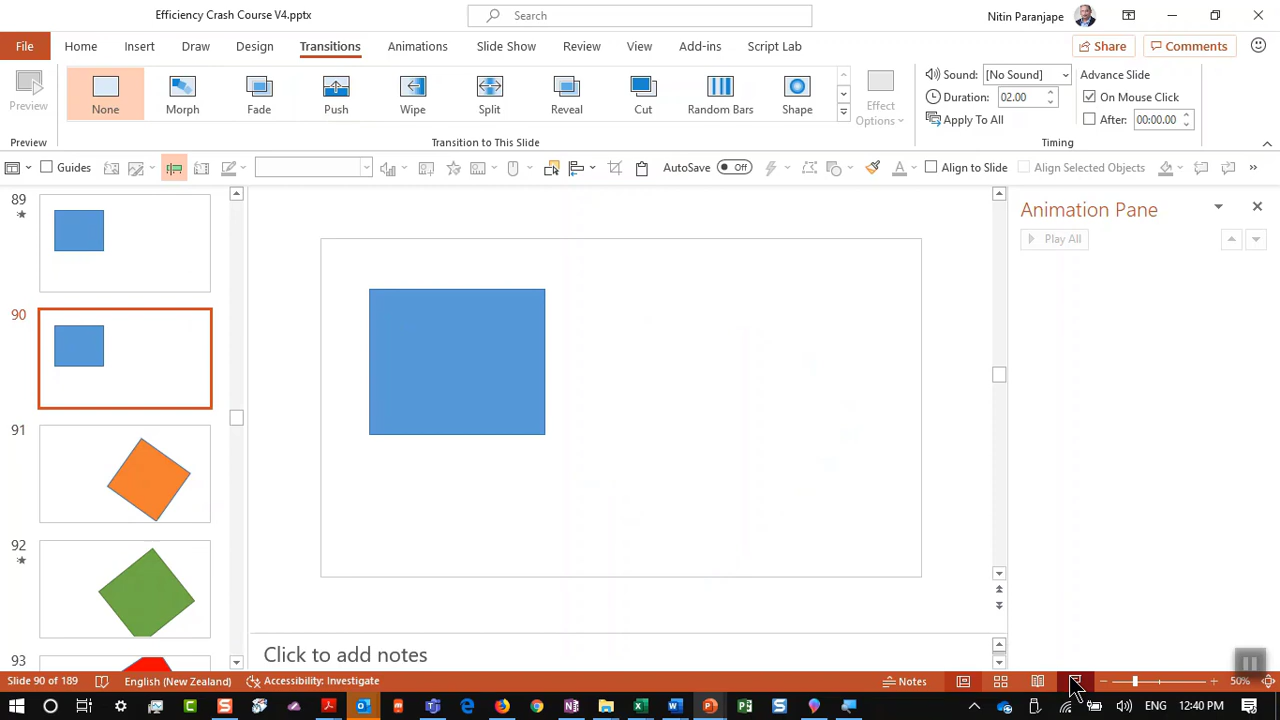 Efficiency Crash Course V4.pptx
Search
Nitin Paranjape
File
Home
Insert
Draw
Design
Transitions
Animations
Slide Show
Review
View
Add-ins
Script Lab
Share
Comments
Preview
None
Morph
Fade
Push
Wipe
Split
Reveal
Cut
Random Bars
Shape
Effect
Options
Sound:
[No Sound]
Duration:
02.00
Apply To All
Advance Slide
On Mouse Click
After:
00:00.00
Preview
Transition to This Slide
Timing
Guides
AutoSave
Off
Align to Slide
Align Selected Objects
89
90
91
92
93
Animation Pane
Play All
Click to add notes
Slide 90 of 189
English (New Zealand)
Accessibility: Investigate
Notes
50%
ENG
12:40 PM